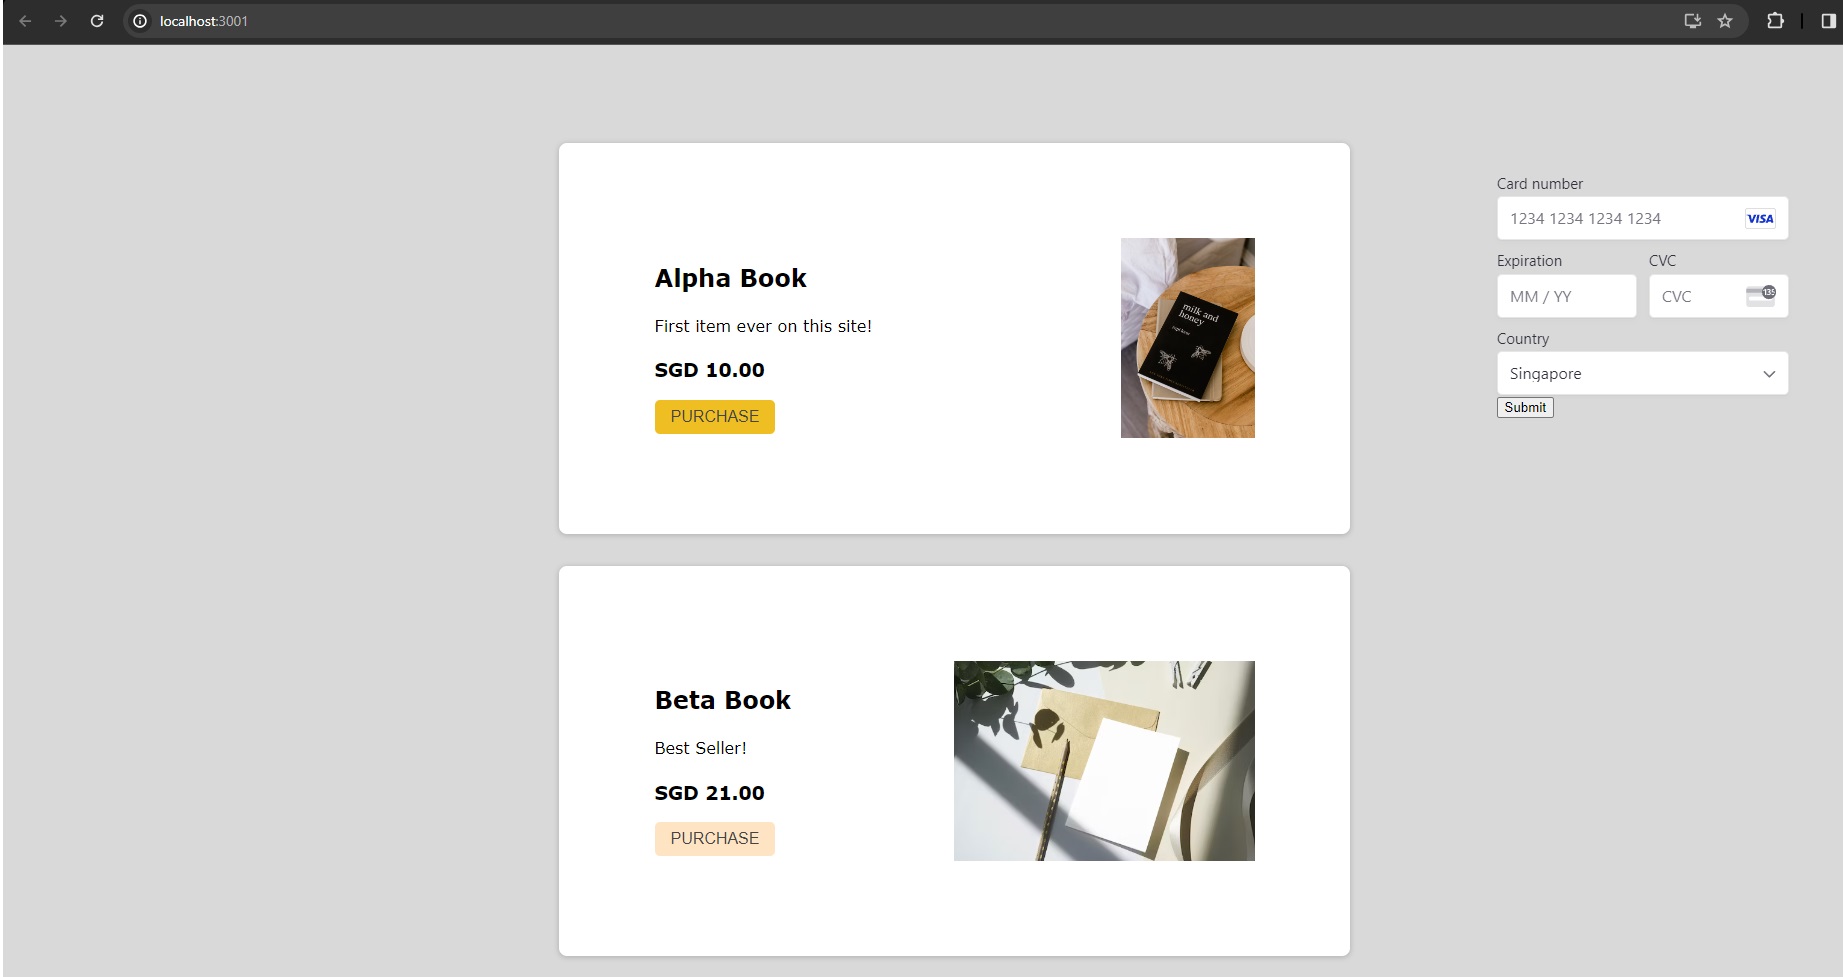 localhost:3001
Alpha Book
First item ever on this site!
SGD 10.00
PURCHASE
milk and
honey
Beta Book
Best Seller!
SGD 21.00
PURCHASE
Card number
1234 1234 1234 1234
VISA
Expiration
CVC
MM / YY
CVC
135
Country
Singapore
Submit